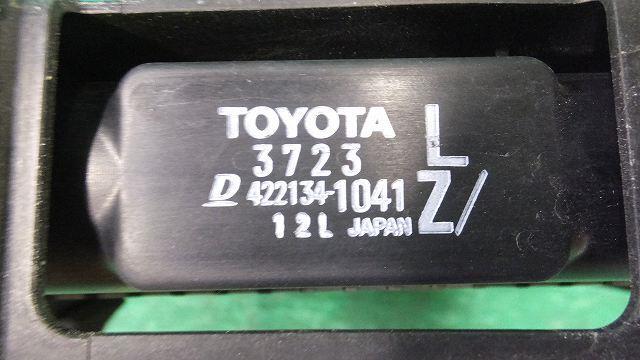 TOYOTA L
3723
D 422134-1041 Z/
12L JAPAN